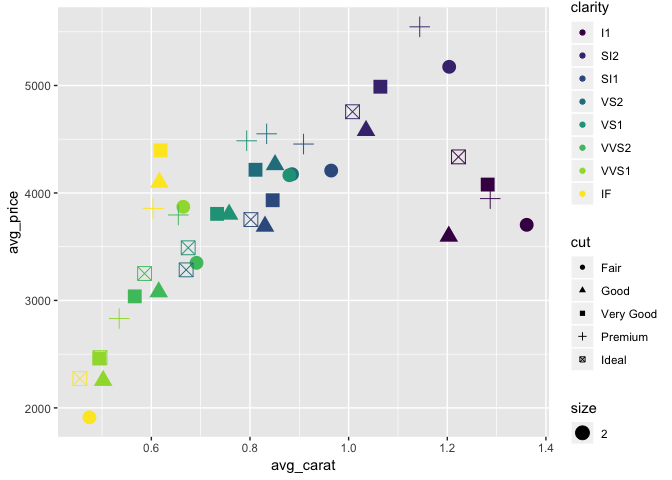 5000
4000
3000
2000
avg_price
0.6
0.8
1.0
1.2
1.4
avg_carat
clarity
I1
SI2
SI1
VS2
VS1
VVS2
VVS1
IF
cut
Fair
Good
Very Good
Premium
Ideal
size
2